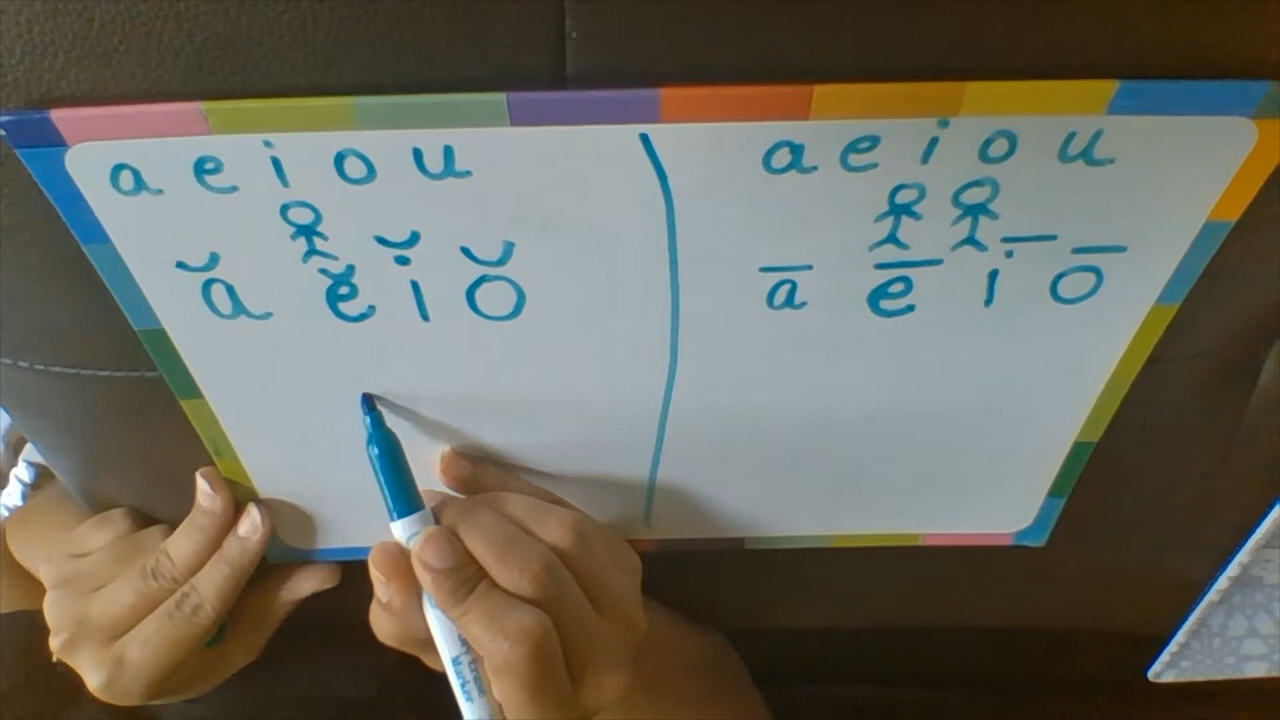 a e i o u
ă ĕ ĭ ŏ
a e i o u
ā ē ī ō